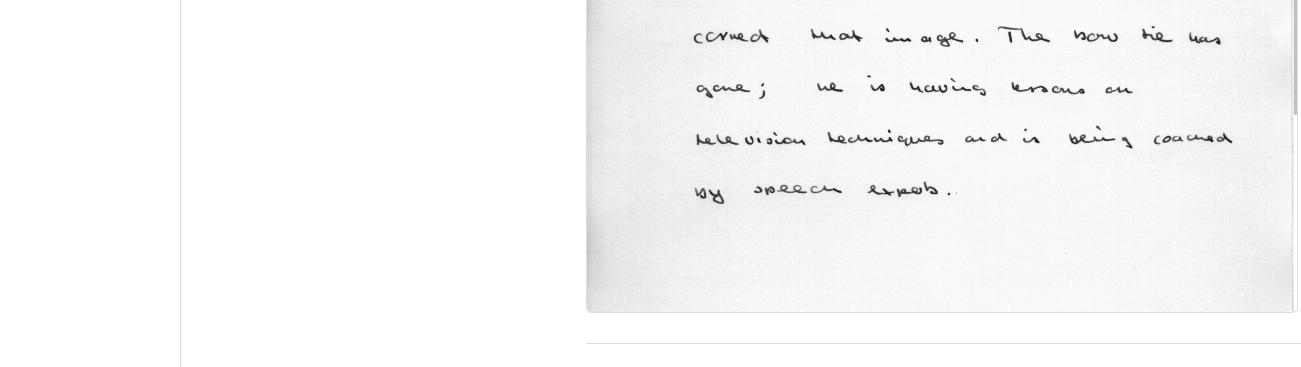 correct that image. The bow tie has
gone; he is having lessons on
television techniques and is being coached
by speech experts.